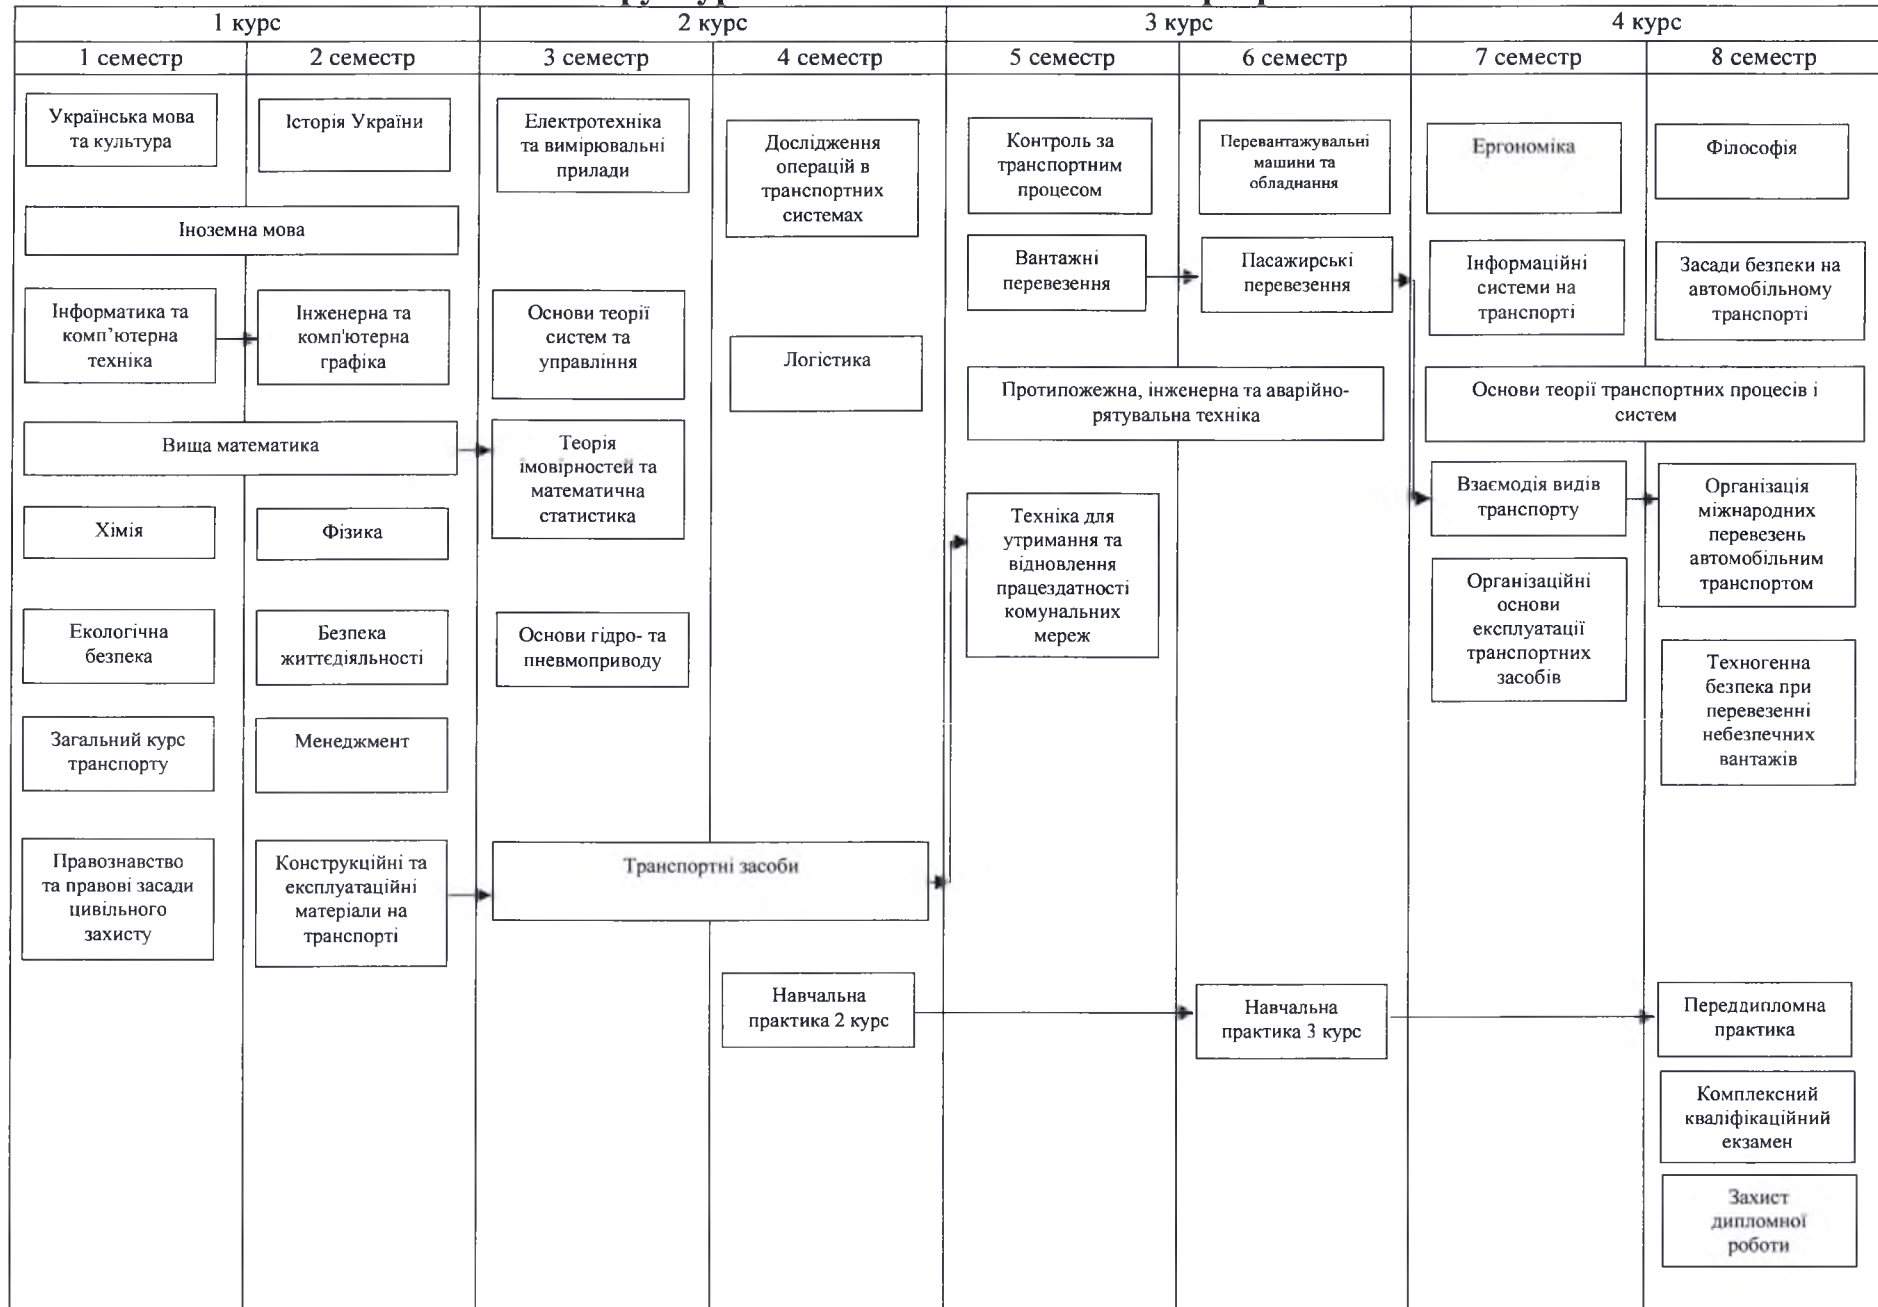 1 курс
2 курс
3 курс
4 курс
1 семестр
2 семестр
3 семестр
4 семестр
5 семестр
6 семестр
7 семестр
8 семестр
Українська мова
та культура
Історія України
Електротехніка
та вимірювальні
прилади
Дослідження
операцій в
транспортних
системах
Контроль за
транспортним
процесом
Перевантажувальні
машини та
обладнання
Ергономіка
Філософія
Іноземна мова
Вантажні
перевезення
Пасажирські
перевезення
Інформаційні
системи на
транспорті
Засади безпеки на
автомобільному
транспорті
Інформатика та
комп’ютерна
техніка
Інженерна та
комп'ютерна
графіка
Основи теорії
систем та
управління
Логістика
Протипожежна, інженерна та аварійно-
рятувальна техніка
Основи теорії транспортних процесів і
систем
Вища математика
Теорія
імовірностей та
математична
статистика
Взаємодія видів
транспорту
Організація
міжнародних
перевезень
автомобільним
транспортом
Хімія
Фізика
Техніка для
утримання та
відновлення
працездатності
комунальних
мереж
Організаційні
основи
експлуатації
транспортних
засобів
Екологічна
безпека
Безпека
життєдіяльності
Основи гідро- та
пневмоприводу
Техногенна
безпека при
перевезенні
небезпечних
вантажів
Загальний курс
транспорту
Менеджмент
Правознавство
та правові засади
цивільного
захисту
Конструкційні та
експлуатаційні
матеріали на
транспорті
Транспортні засоби
Навчальна
практика 2 курс
Навчальна
практика 3 курс
Переддипломна
практика
Комплексний
кваліфікаційний
екзамен
Захист
дипломної
роботи